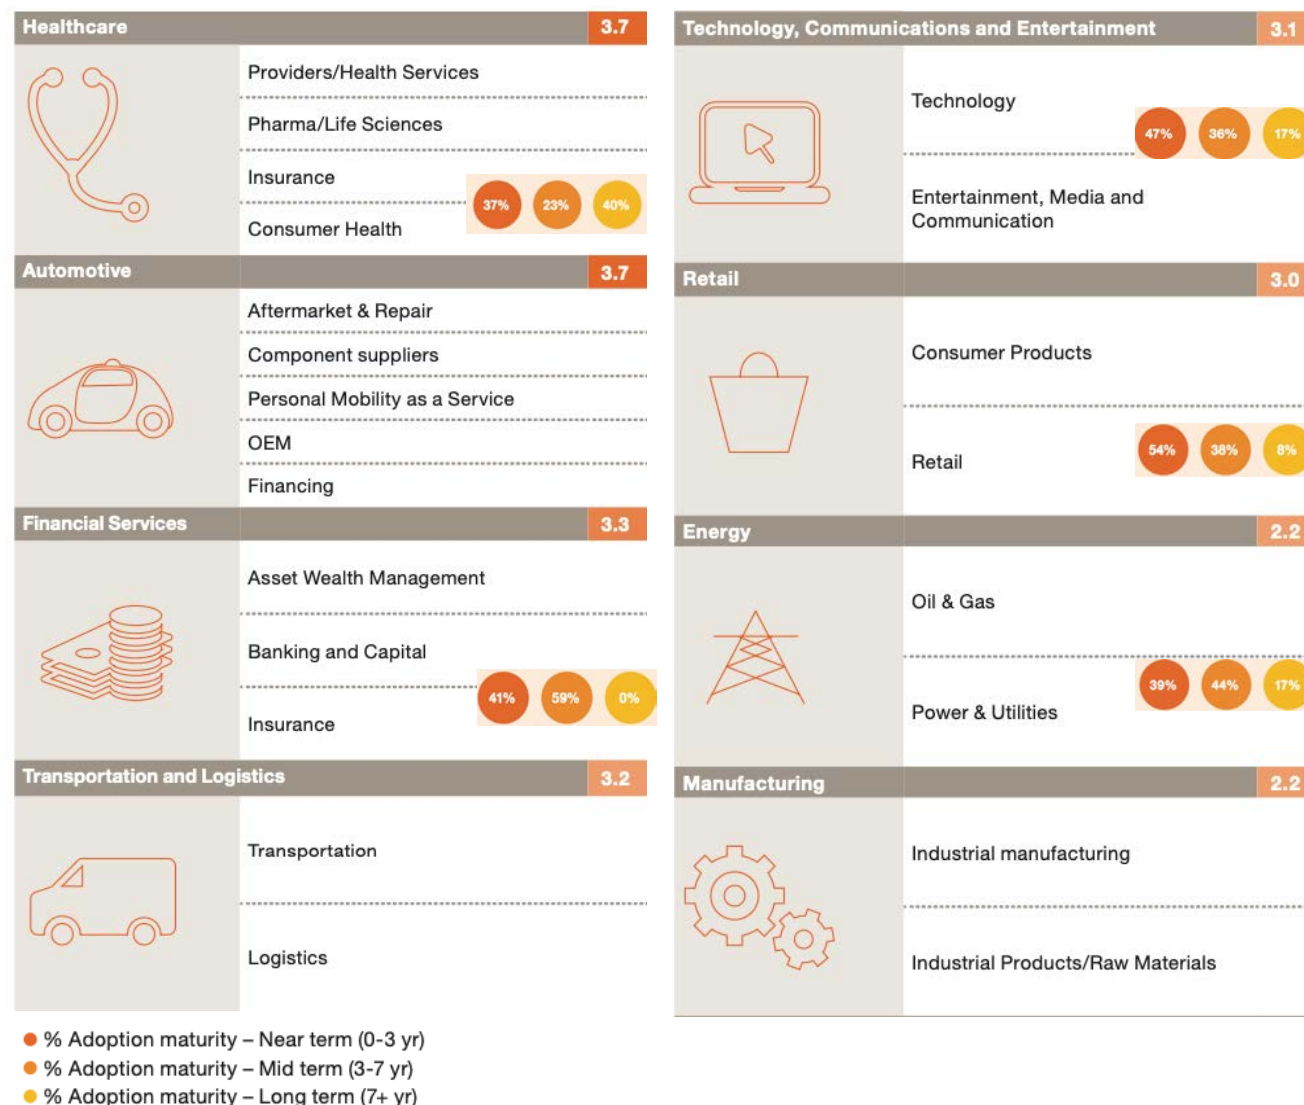 Healthcare 3.7
Providers/Health Services
Pharma/Life Sciences
Insurance
37% 23% 40%
Consumer Health
Automotive 3.7
Aftermarket & Repair
Component suppliers
Personal Mobility as a Service
OEM
Financing
Financial Services 3.3
Asset Wealth Management
Banking and Capital
41% 59% 0%
Insurance
Transportation and Logistics 3.2
Transportation
Logistics
% Adoption maturity – Near term (0-3 yr)
% Adoption maturity – Mid term (3-7 yr)
% Adoption maturity – Long term (7+ yr)
Technology, Communications and Entertainment 3.1
Technology
47% 36% 17%
Entertainment, Media and
Communication
Retail 3.0
Consumer Products
54% 38% 8%
Retail
Energy 2.2
Oil & Gas
39% 44% 17%
Power & Utilities
Manufacturing 2.2
Industrial manufacturing
Industrial Products/Raw Materials